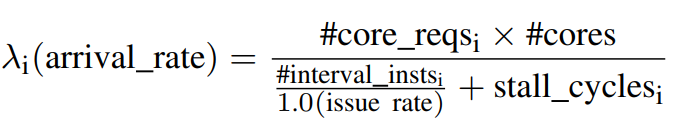 λi(arrival_rate) = #core_reqsi × #cores / (#interval_instsi / 1.0(issue rate) + stall_cyclesi)